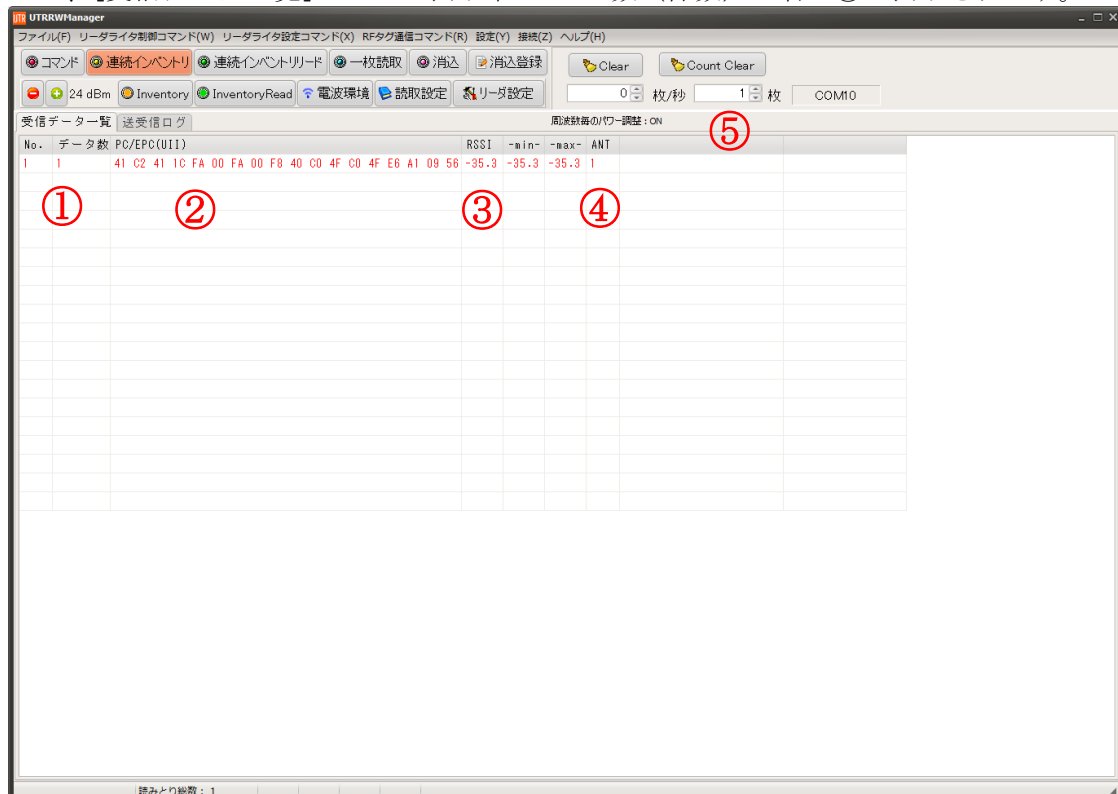 UTRRWManager
ファイル(F) リーダライタ制御コマンド(W) リーダライタ設定コマンド(X) RFタグ通信コマンド(R) 設定(Y) 接続(Z) ヘルプ(H)
コマンド 連続インベントリ 連続インベントリリード 一枚読取 消込 消込登録 Clear Count Clear
24 dBm Inventory InventoryRead 電波環境 読取設定 リーダ設定 0 枚/秒 1 枚 COM10
受信データ一覧 送受信ログ 周波数毎のパワー調整：ON ⑤
No. データ数 PC/EPC(UII) RSSI -min- -max- ANT
1 1 41 C2 41 1C FA 00 FA 00 F8 40 C0 4F C0 4F E6 A1 09 56 -35.3 -35.3 -35.3 1
① ② ③ ④
読みとり総数：1